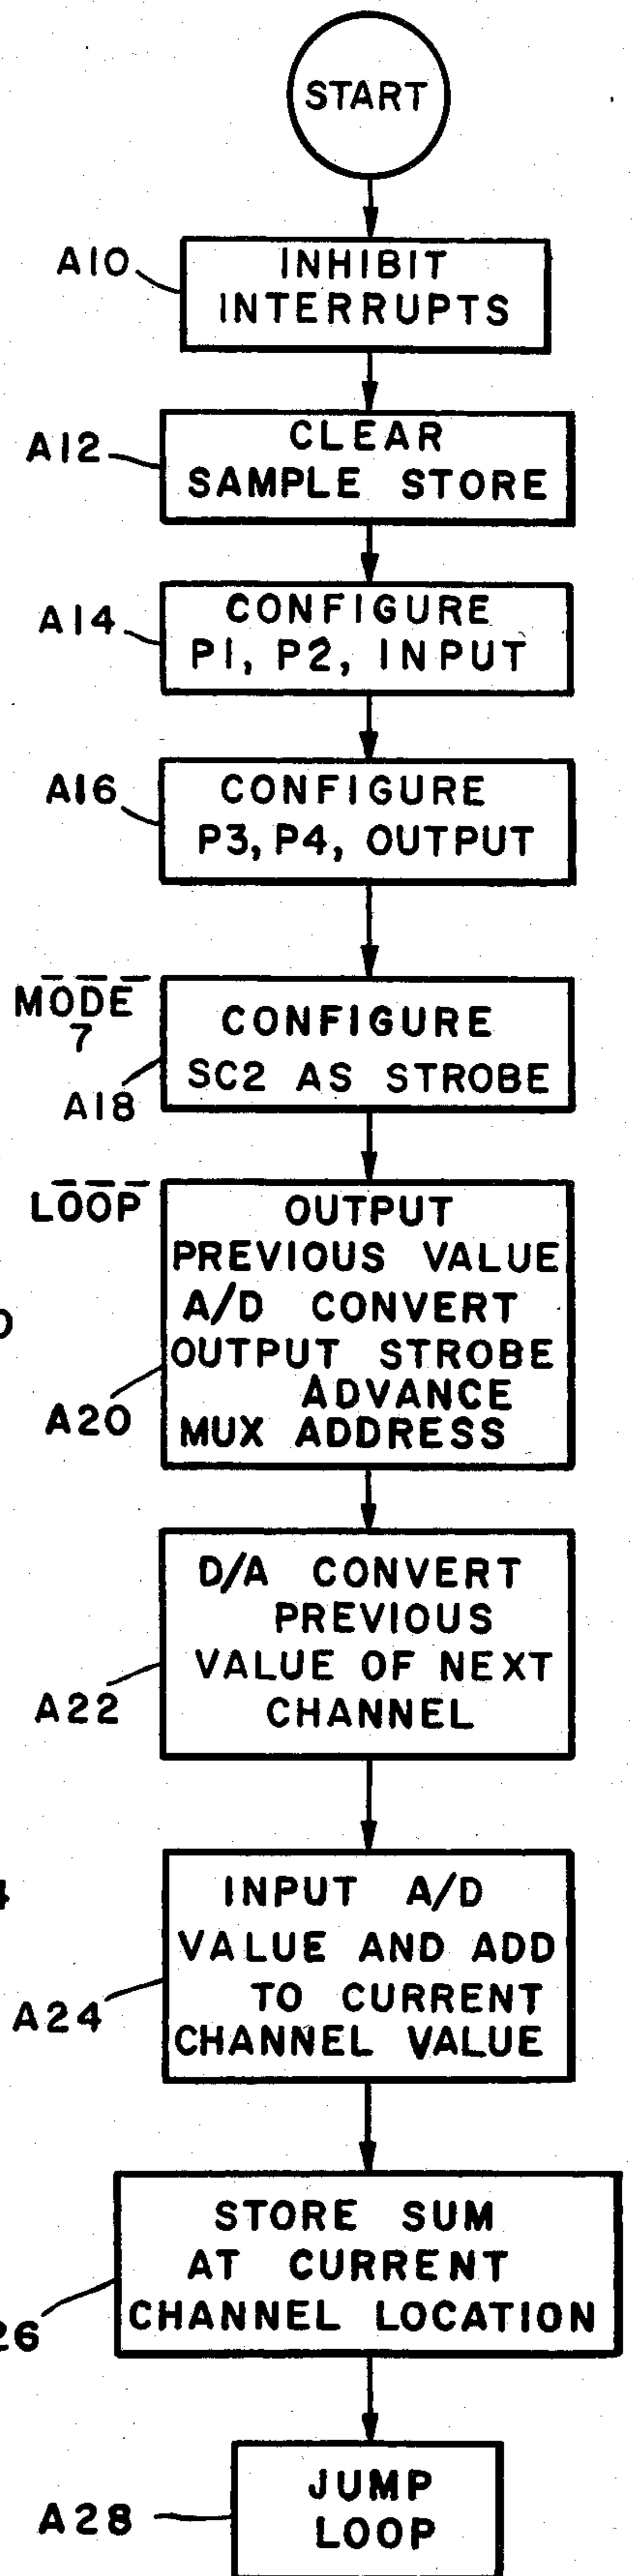 START
A10
INHIBIT
INTERRUPTS
A12
CLEAR
SAMPLE STORE
A14
CONFIGURE
P1, P2, INPUT
A16
CONFIGURE
P3, P4, OUTPUT
MODE
7
A18
CONFIGURE
SC2 AS STROBE
LOOP
OUTPUT
PREVIOUS VALUE
A/D CONVERT
OUTPUT STROBE
ADVANCE
MUX ADDRESS
A20
D/A CONVERT
PREVIOUS
VALUE OF NEXT
CHANNEL
A22
INPUT A/D
VALUE AND ADD
TO CURRENT
CHANNEL VALUE
A24
STORE SUM
AT CURRENT
CHANNEL LOCATION
26
JUMP
LOOP
A28